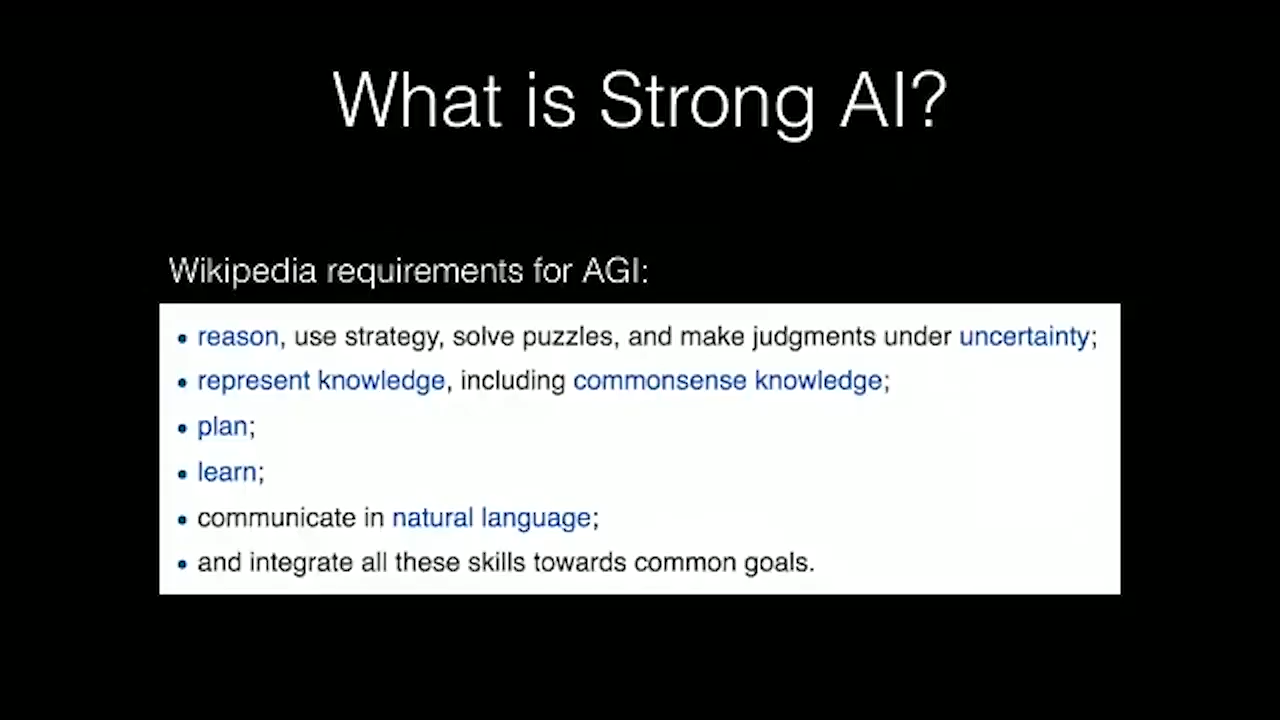 What is Strong AI?
Wikipedia requirements for AGI:
• reason, use strategy, solve puzzles, and make judgments under uncertainty;
• represent knowledge, including commonsense knowledge;
• plan;
• learn;
• communicate in natural language;
• and integrate all these skills towards common goals.